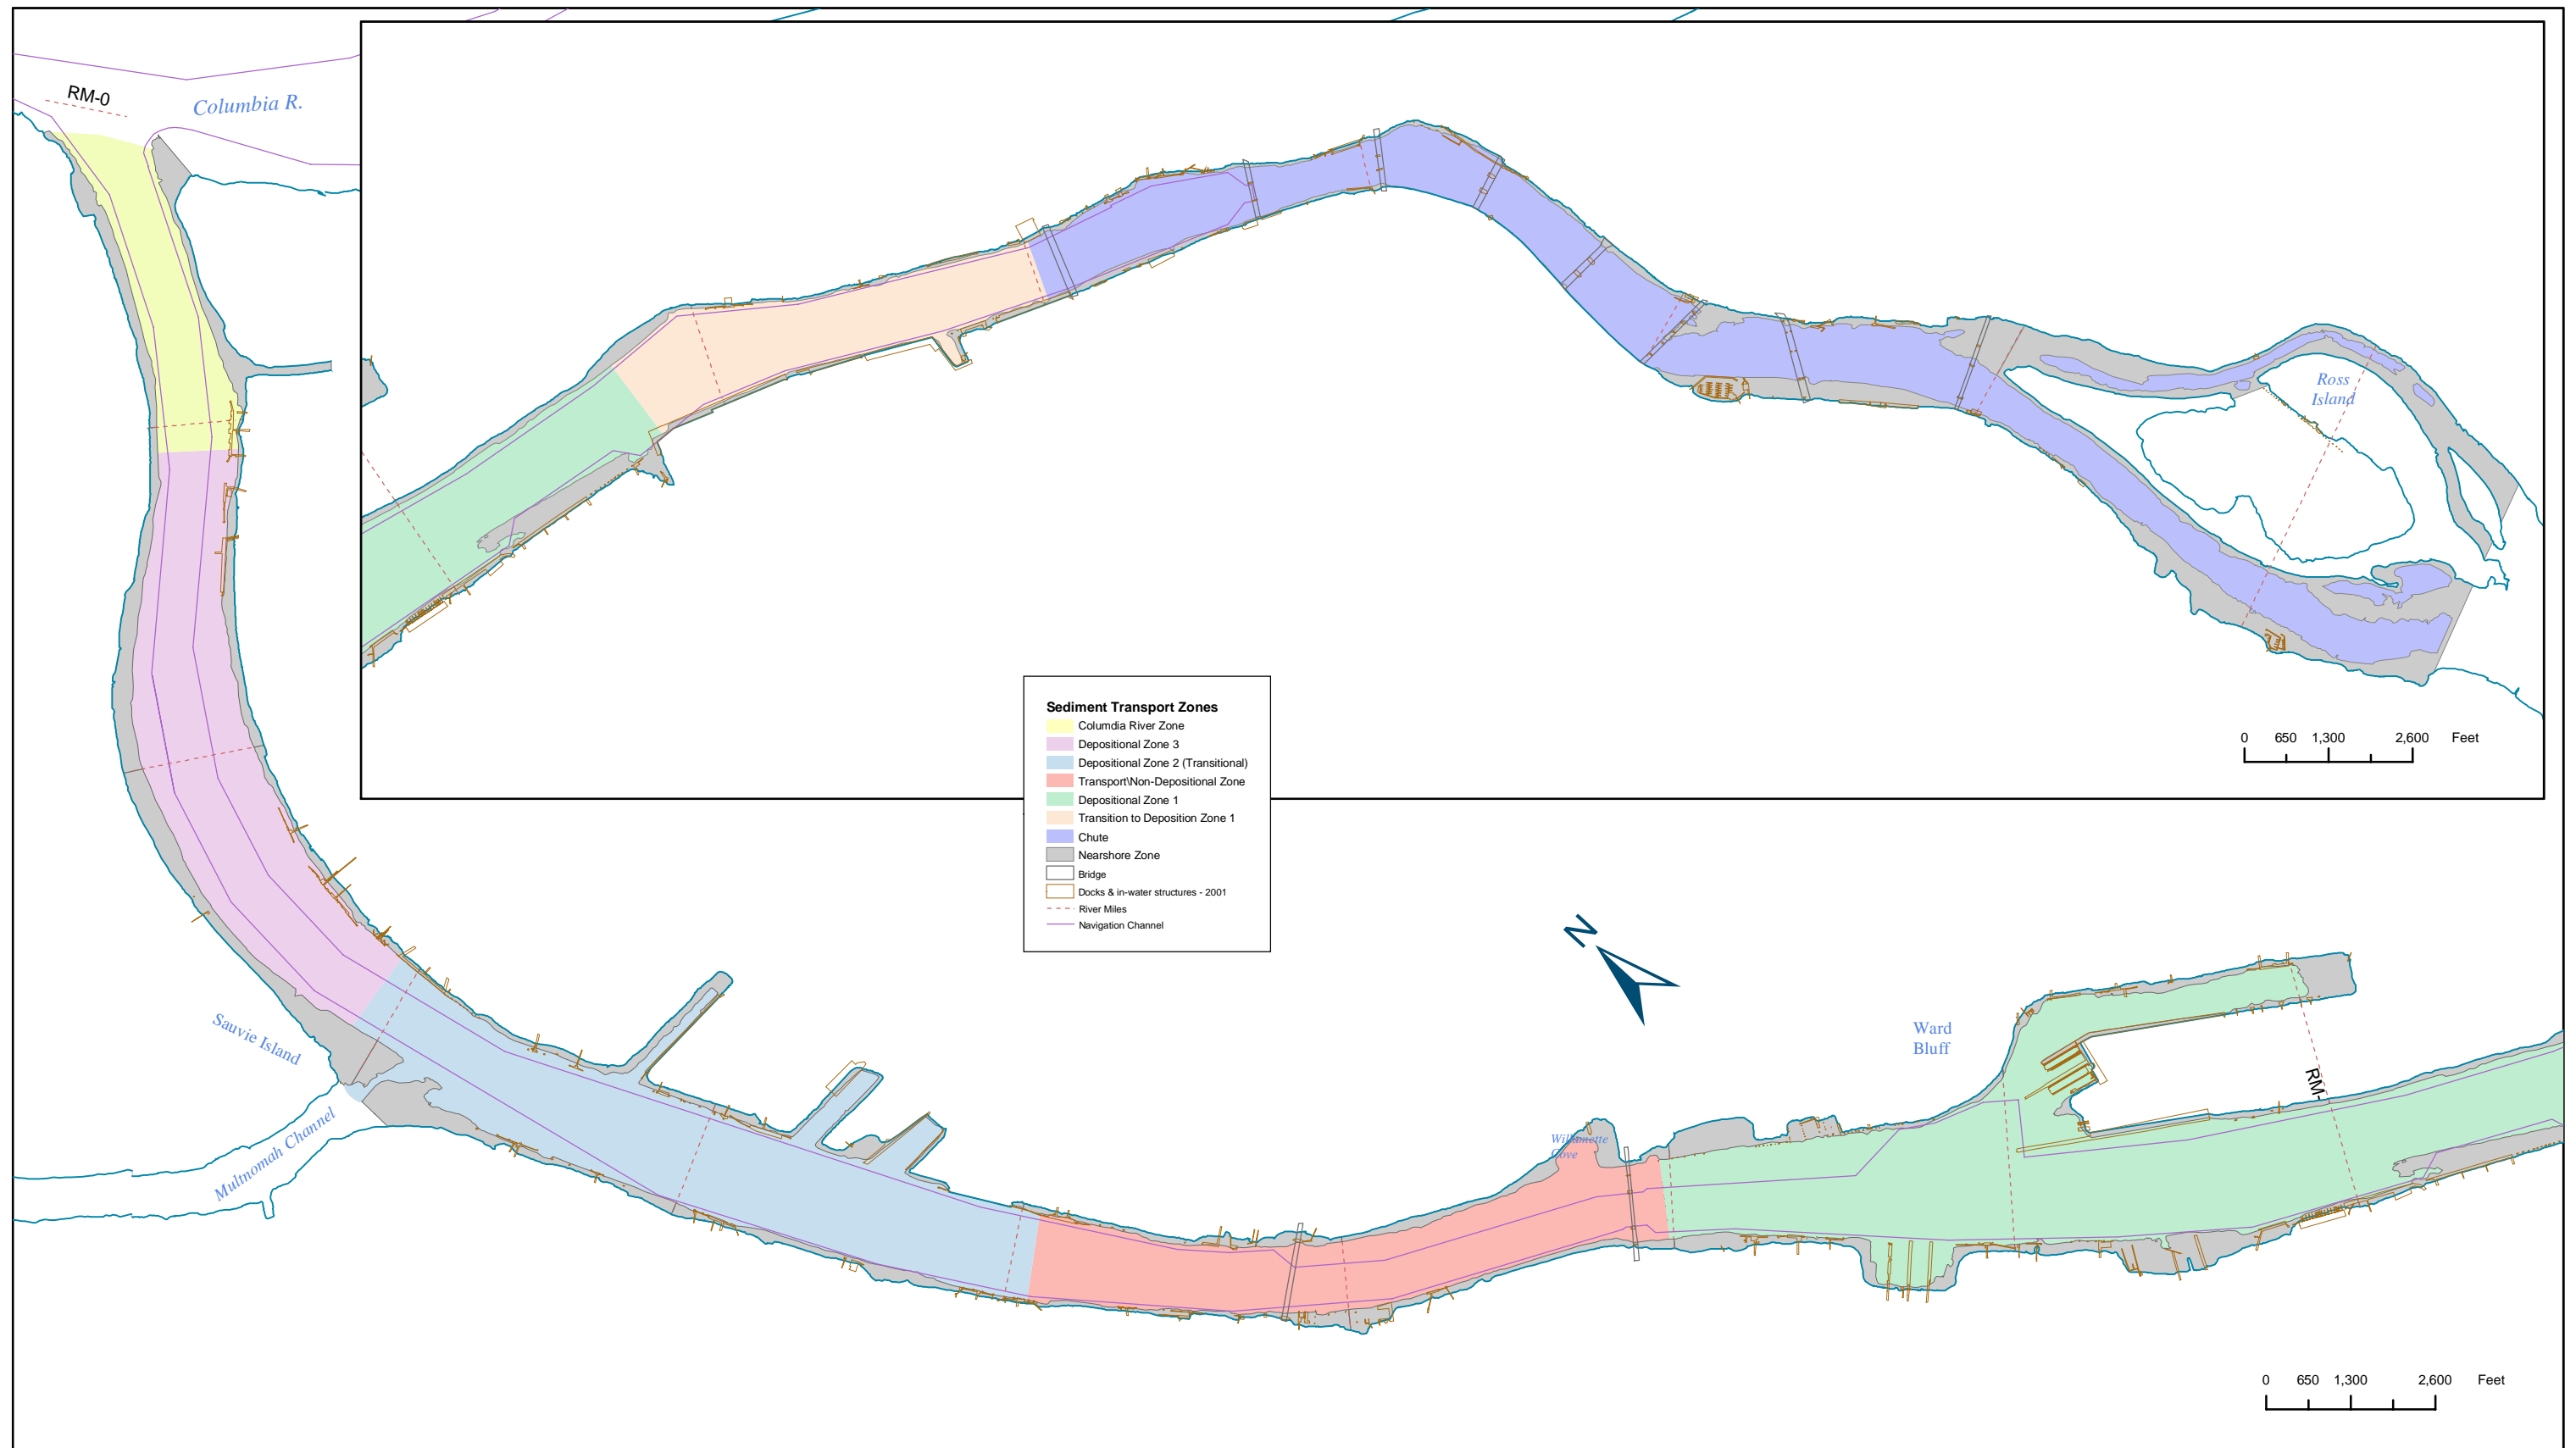 RM-0
Columbia R.
Ross
Island
0 650 1,300 2,600 Feet
Sediment Transport Zones
Columdia River Zone
Depositional Zone 3
Depositional Zone 2 (Transitional)
Transport\Non-Depositional Zone
Depositional Zone 1
Transition to Deposition Zone 1
Chute
Nearshore Zone
Bridge
Docks & in-water structures - 2001
River Miles
Navigation Channel
N
Sauvie Island
Multnomah Channel
Willamette
Cove
Ward
Bluff
RM-
0 650 1,300 2,600 Feet